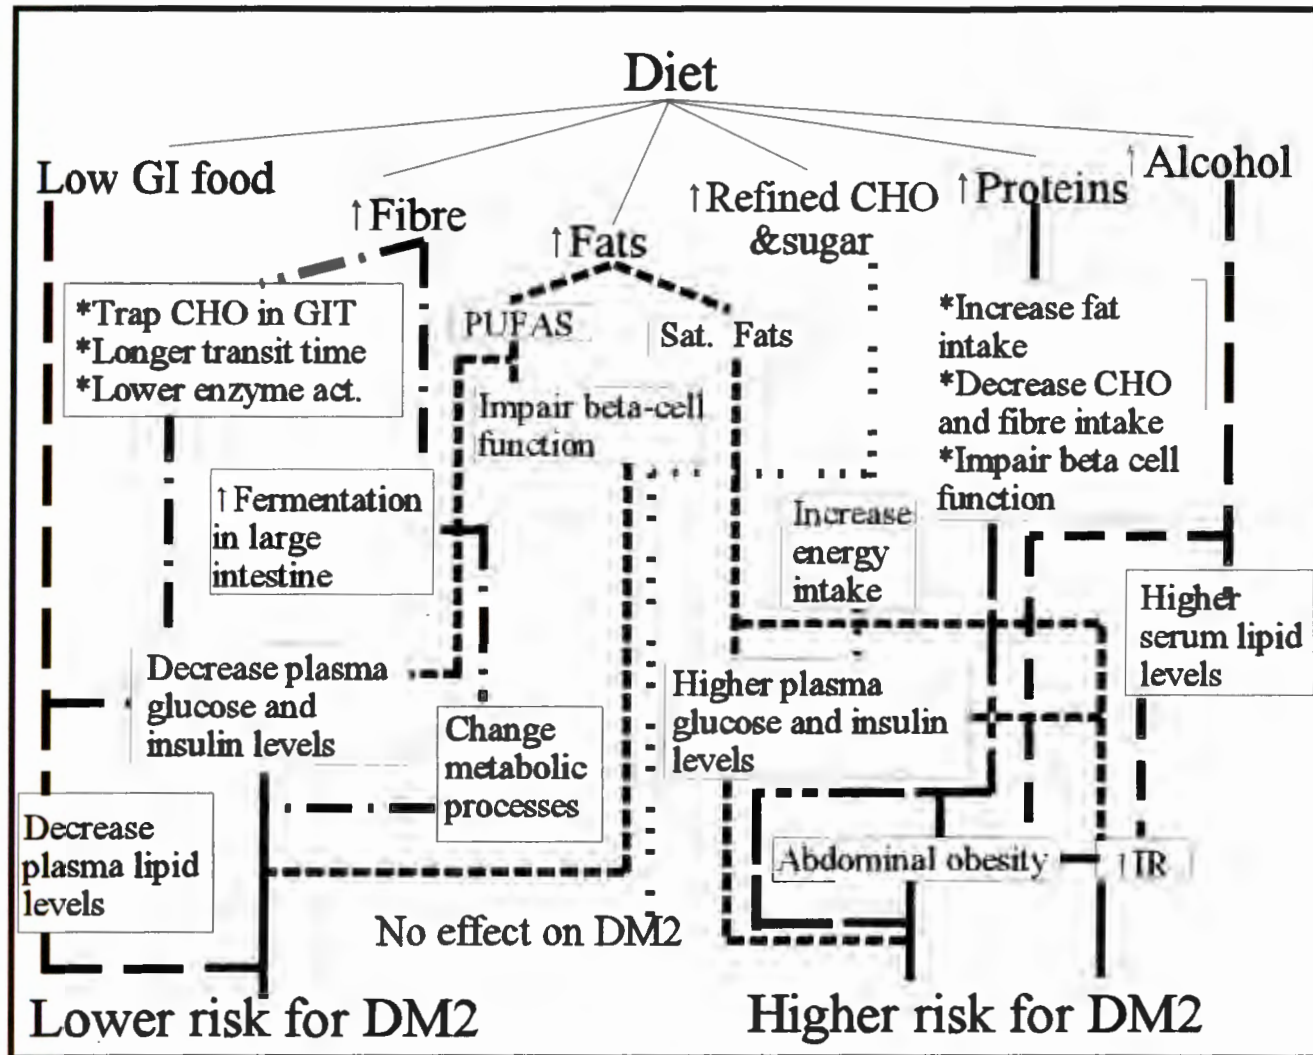 Diet
Low GI food
↑Fibre
↑Fats
↑Refined CHO
&sugar
↑Proteins
↑Alcohol
*Trap CHO in GIT
*Longer transit time
*Lower enzyme act.
PUFAS
Sat. Fats
*Increase fat
intake
*Decrease CHO
and fibre intake
*Impair beta cell
function
Impair beta-cell
function
↑Fermentation
in large
intestine
Increase
energy
intake
Higher
serum lipid
levels
Decrease plasma
glucose and
insulin levels
Change
metabolic
processes
Higher plasma
glucose and insulin
levels
Decrease
plasma lipid
levels
Abdominal obesity
↑IR
No effect on DM2
Lower risk for DM2
Higher risk for DM2